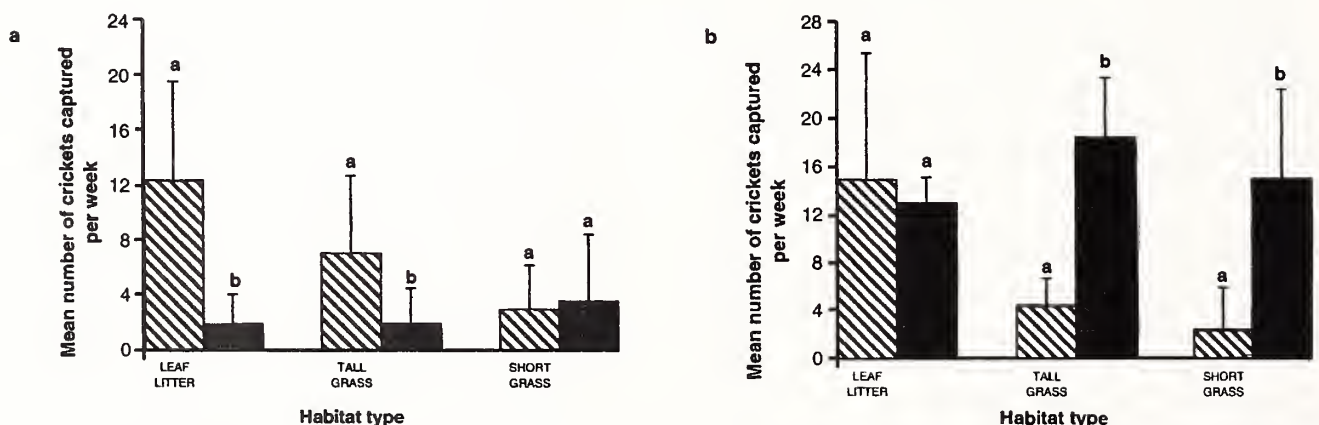 a
Mean number of crickets captured
per week
24
20
16
12
8
4
0
a
b
a
b
a
a
LEAF
LITTER
TALL
GRASS
SHORT
GRASS
Habitat type
b
Mean number of crickets captured
per week
28
24
20
16
12
8
4
0
a
a
a
b
a
b
LEAF
LITTER
TALL
GRASS
SHORT
GRASS
Habitat type